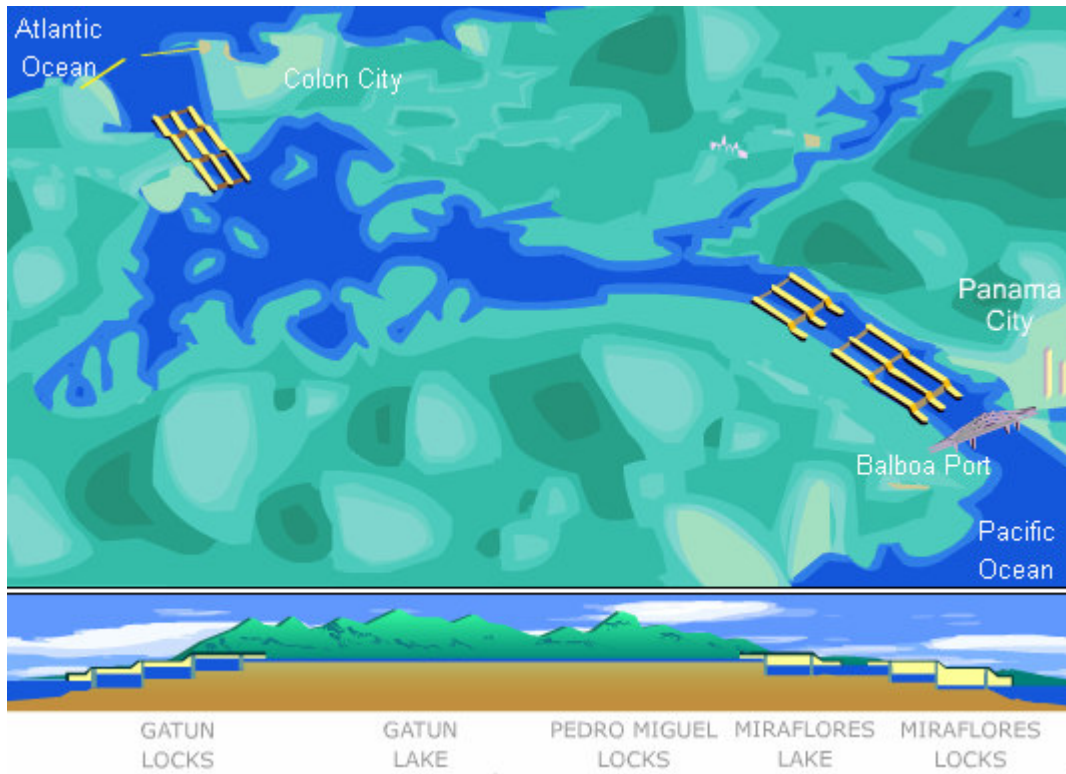 Atlantic
Ocean
Colon City
Panama
City
Balboa Port
Pacific
Ocean
GATUN
LOCKS
GATUN
LAKE
PEDRO MIGUEL
LOCKS
MIRAFLORES
LAKE
MIRAFLORES
LOCKS